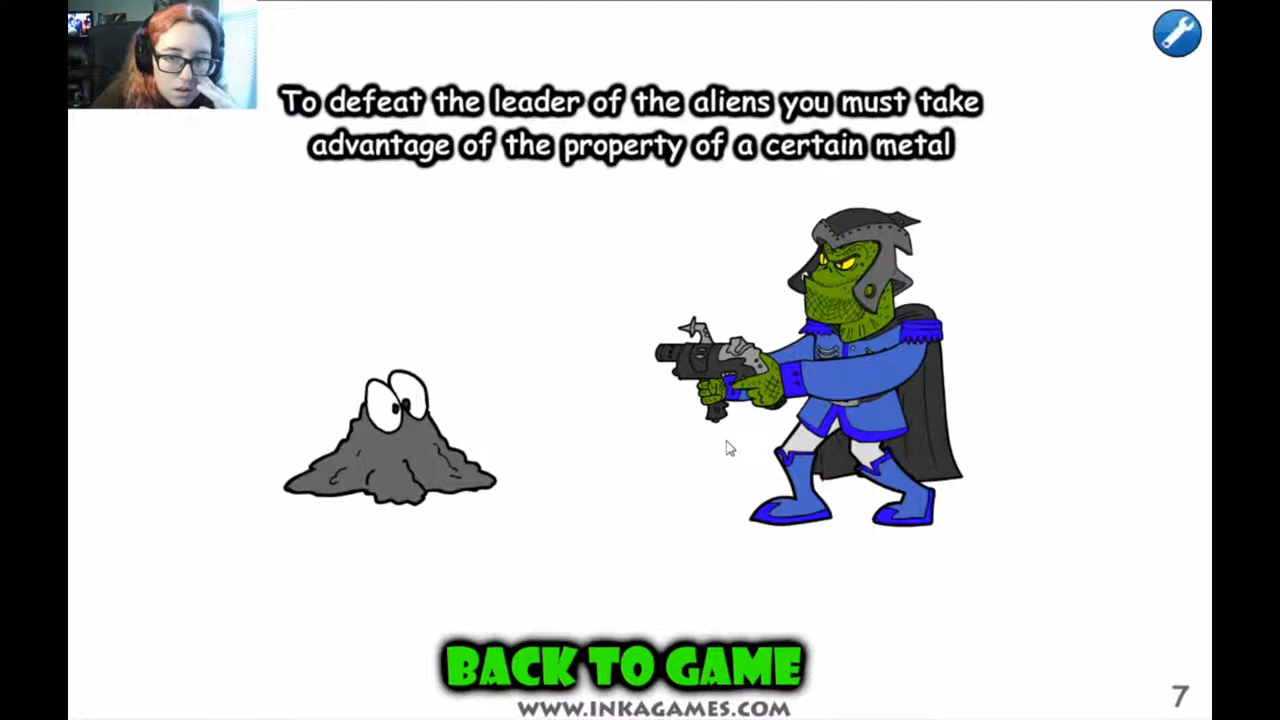 To defeat the leader of the aliens you must take
advantage of the property of a certain metal
BACK TO GAME
WWW.INKAGAMES.COM
7